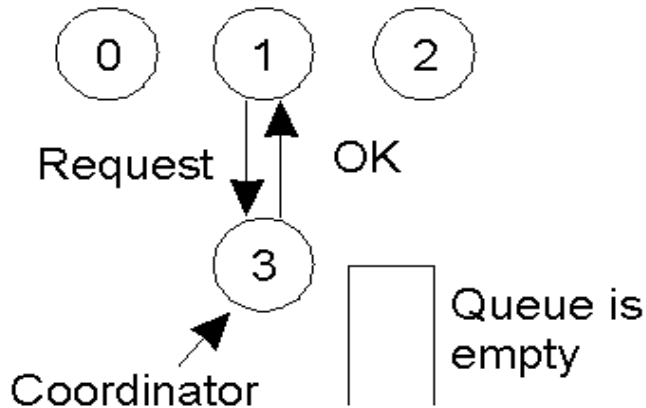 0 1 2
Request OK
3
Queue is
empty
Coordinator